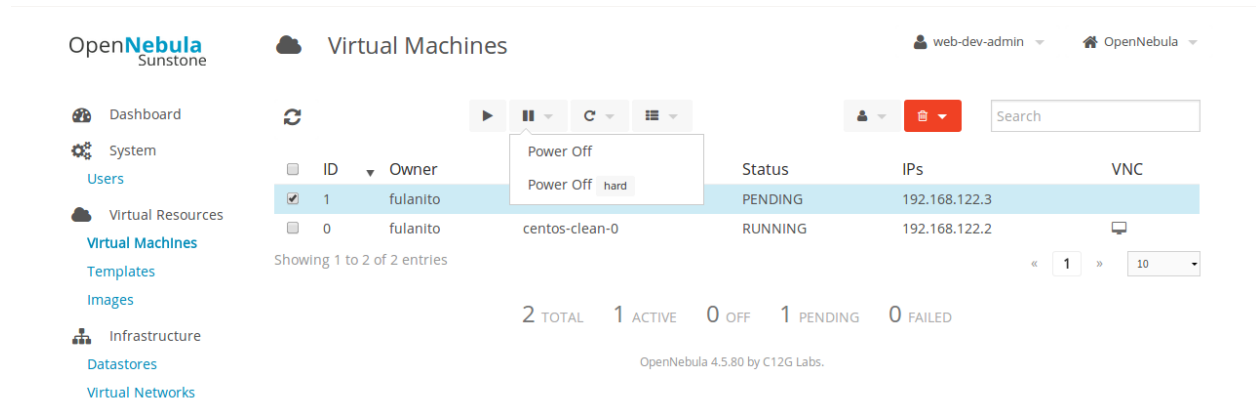 OpenNebula
Sunstone
Virtual Machines
web-dev-admin
OpenNebula
Dashboard
System
Users
Virtual Resources
Virtual Machines
Templates
Images
Infrastructure
Datastores
Virtual Networks
Search
Power Off
Power Off hard
ID Owner Status IPs VNC
1 fulanito PENDING 192.168.122.3
0 fulanito centos-clean-0 RUNNING 192.168.122.2
Showing 1 to 2 of 2 entries
« 1 » 10
2 TOTAL 1 ACTIVE 0 OFF 1 PENDING 0 FAILED
OpenNebula 4.5.80 by C12G Labs.